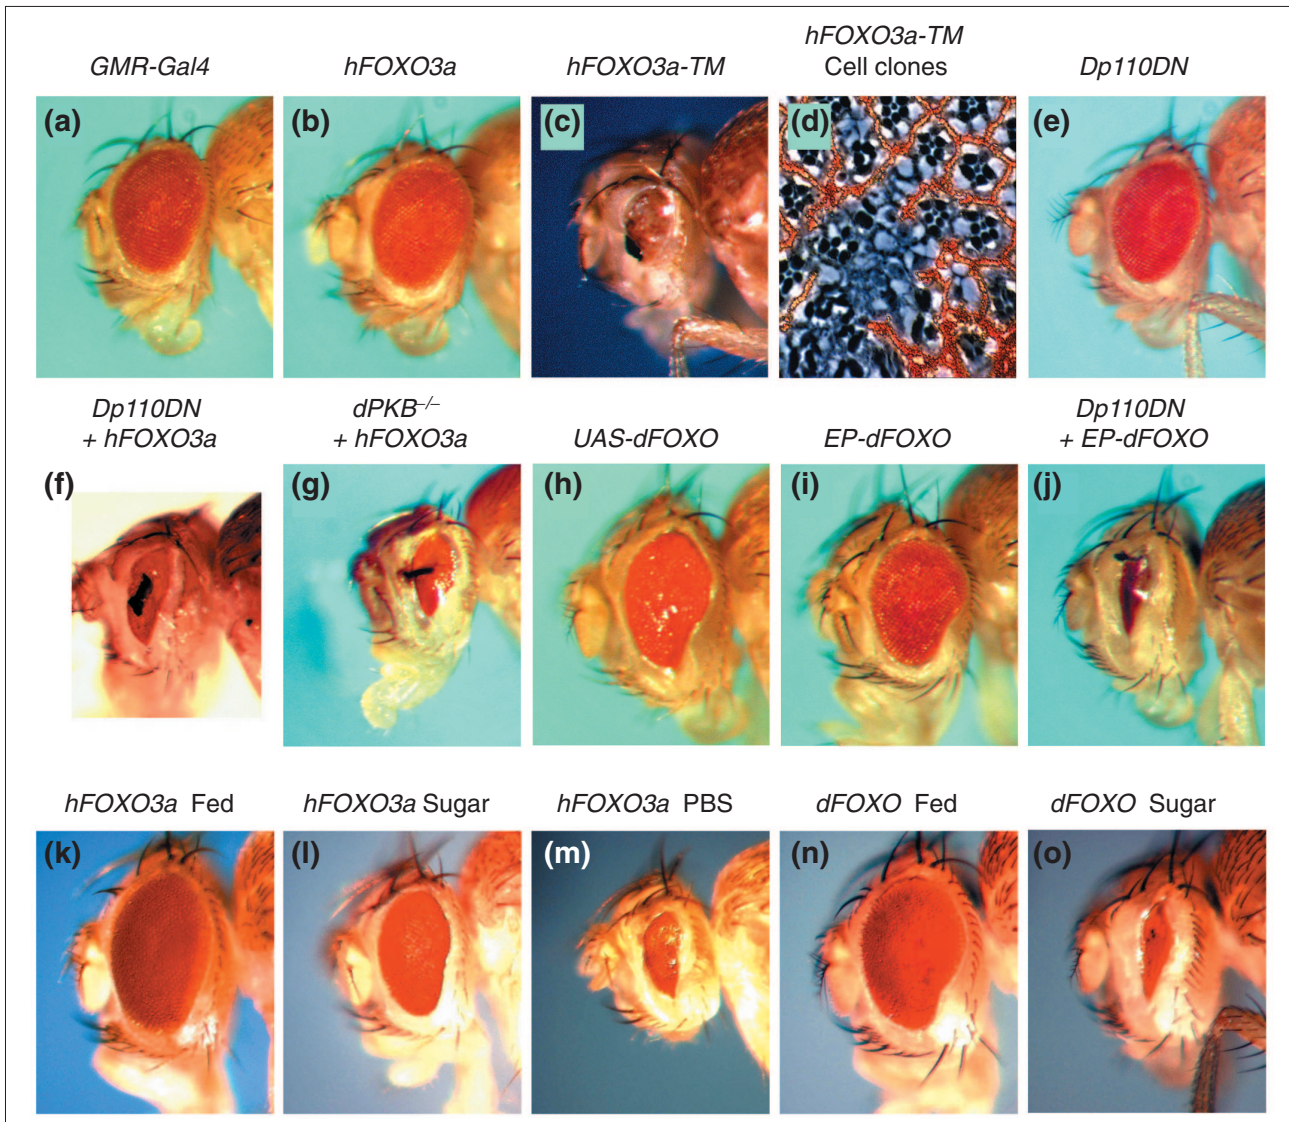 GMR-Gal4
hFOXO3a
hFOXO3a-TM
hFOXO3a-TM
Cell clones
Dp110DN
(a)
(b)
(c)
(d)
(e)
Dp110DN
+ hFOXO3a
dPKB–/–
+ hFOXO3a
UAS-dFOXO
EP-dFOXO
Dp110DN
+ EP-dFOXO
(f)
(g)
(h)
(i)
(j)
hFOXO3a Fed
hFOXO3a Sugar
hFOXO3a PBS
dFOXO Fed
dFOXO Sugar
(k)
(l)
(m)
(n)
(o)